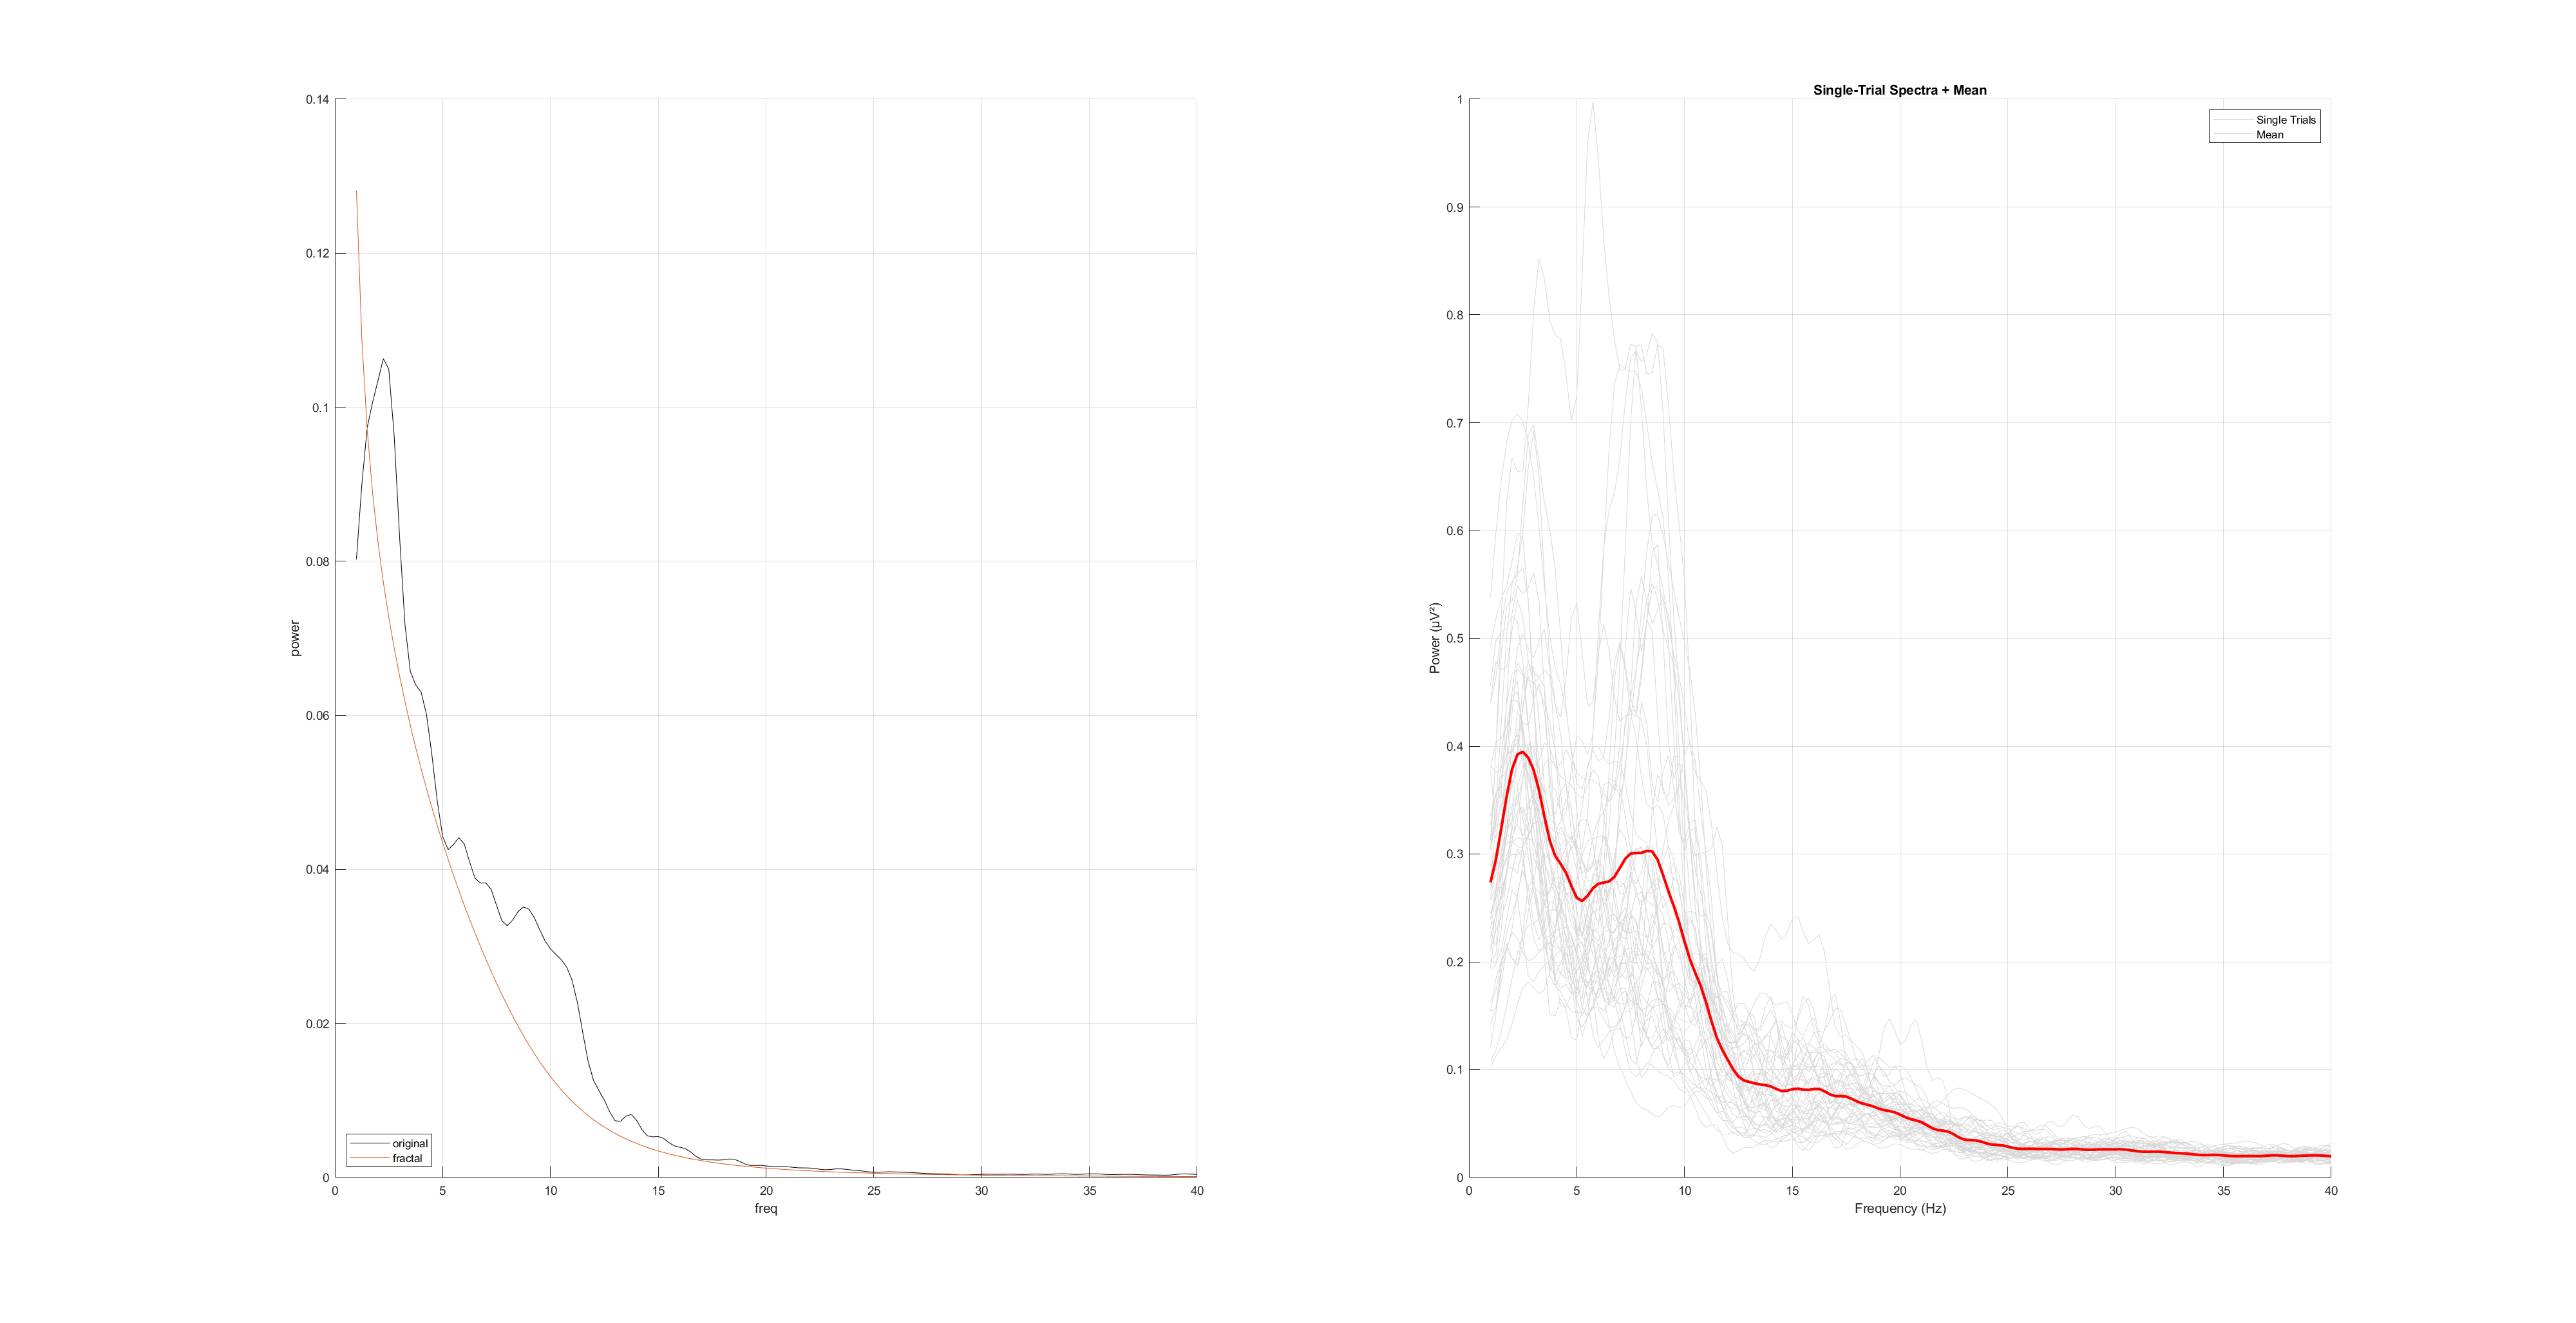 0.14
0.12
0.1
0.08
0.06
0.04
0.02
0
power
original
fractal
0 5 10 15 20 25 30 35 40
freq
Single-Trial Spectra + Mean
Single Trials
Mean
1
0.9
0.8
0.7
0.6
0.5
0.4
0.3
0.2
0.1
0
Power (µV²)
0 5 10 15 20 25 30 35 40
Frequency (Hz)